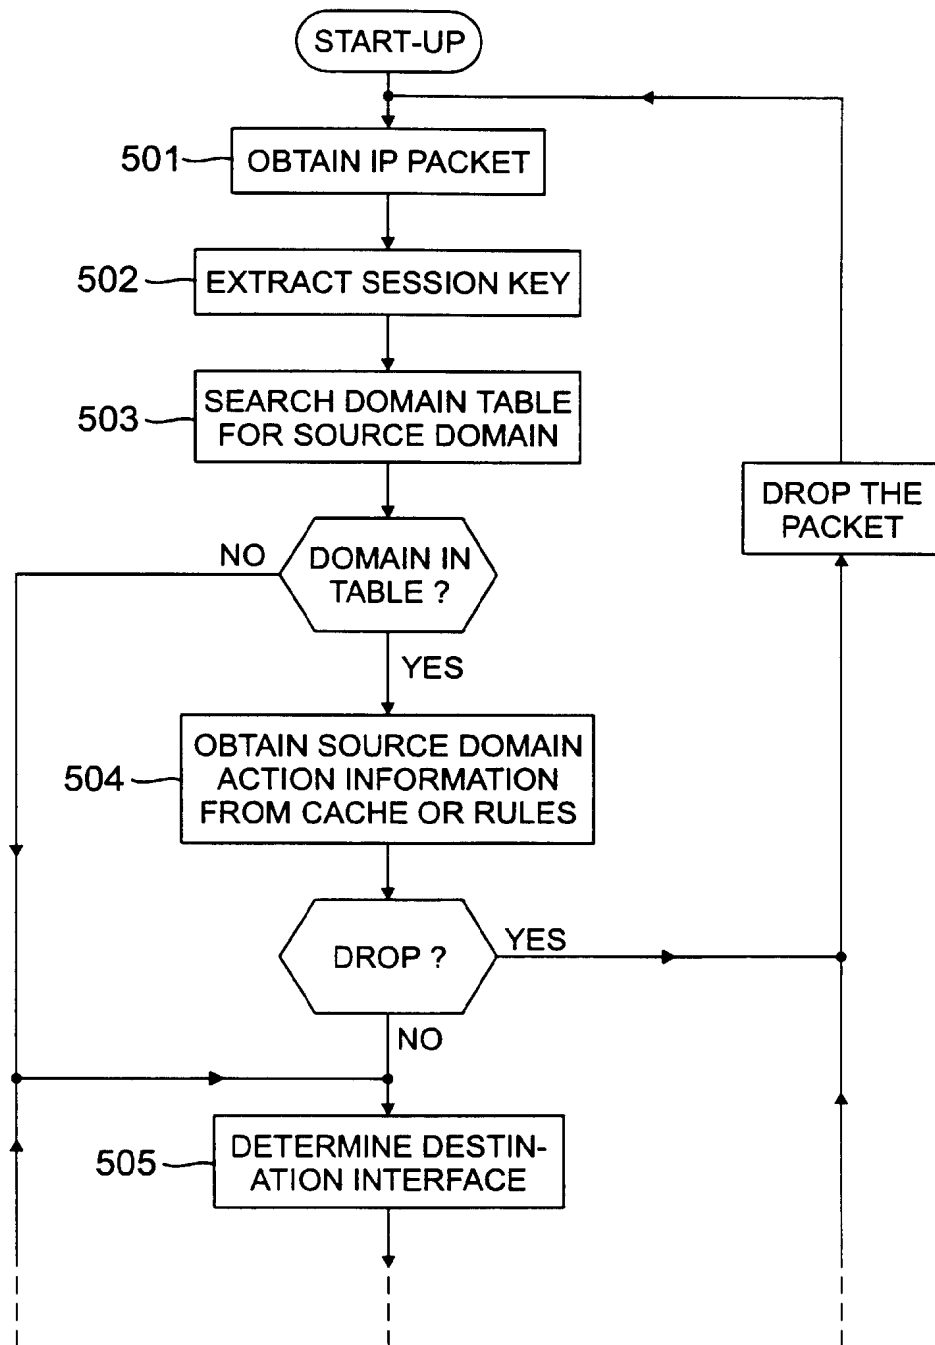 START-UP
501
OBTAIN IP PACKET
502
EXTRACT SESSION KEY
503
SEARCH DOMAIN TABLE
FOR SOURCE DOMAIN
DROP THE
PACKET
NO
DOMAIN IN
TABLE ?
YES
504
OBTAIN SOURCE DOMAIN
ACTION INFORMATION
FROM CACHE OR RULES
DROP ?
YES
NO
505
DETERMINE DESTIN-
ATION INTERFACE